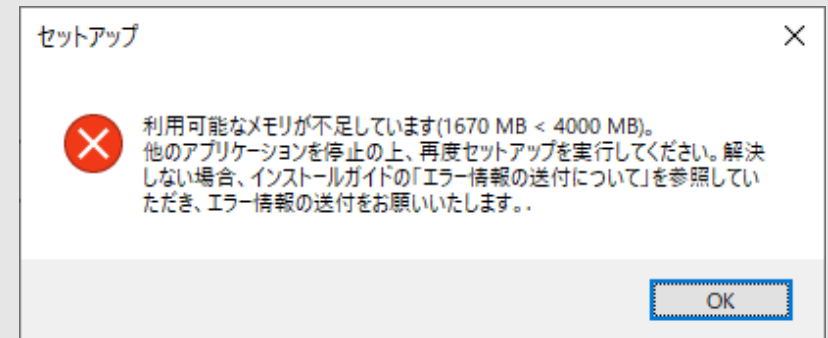 セットアップ
利用可能なメモリが不足しています(1670 MB < 4000 MB)。
他のアプリケーションを停止の上、再度セットアップを実行してください。解決
しない場合、インストールガイドの「エラー情報の送付について」を参照してい
ただき、エラー情報の送付をお願いいたします。.
OK